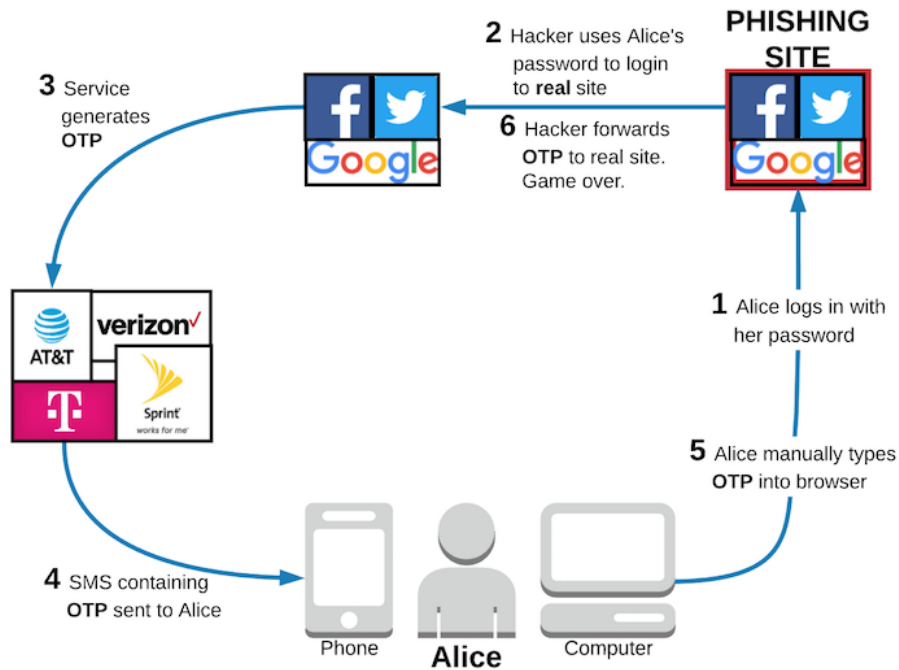 PHISHING
SITE
2 Hacker uses Alice's
password to login
to real site
3 Service
generates
OTP
f
Google
6 Hacker forwards
OTP to real site.
Game over.
f
Google
1 Alice logs in with
her password
AT&T
verizon✓
T
Sprint
works for me®
5 Alice manually types
OTP into browser
4 SMS containing
OTP sent to Alice
Phone
Alice
Computer